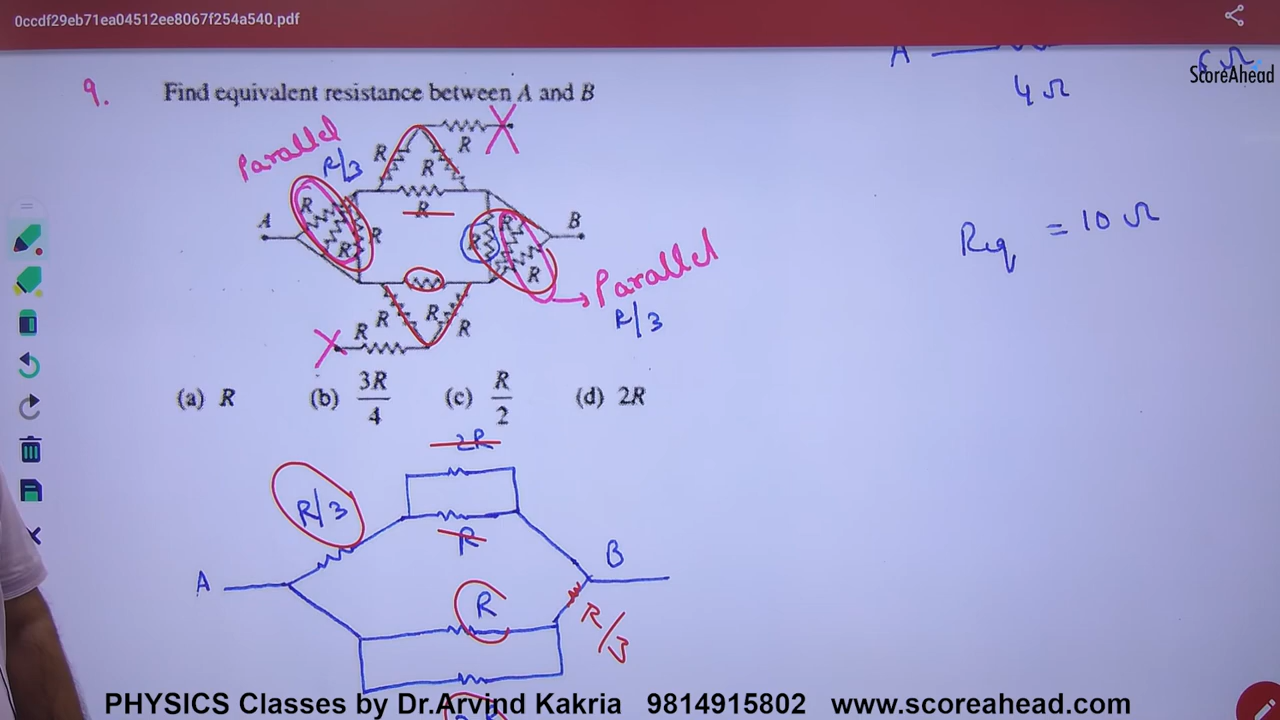 0ccdf29eb71ea04512ee8067f254a540.pdf
ScoreAhead
A
4 Ω
6 Ω
9.
Find equivalent resistance between A and B
Parallel
R/3
R
R
R
R
A
R
R
R
R
R
R
B
Parallel
R/3
R
R
R
R
Req = 10 Ω
(a) R (b) 3R/4 (c) R/2 (d) 2R
2R
R/3
R
A
B
R
R/3
PHYSICS Classes by Dr.Arvind Kakria 9814915802 www.scoreahead.com